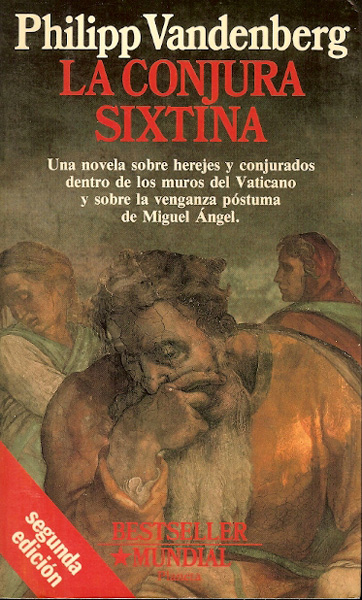 Philipp Vandenberg
LA CONJURA
SIXTINA
Una novela sobre herejes y conjurados
dentro de los muros del Vaticano
y sobre la venganza póstuma
de Miguel Ángel.
segunda
edición
BESTSELLER
MUNDIAL
Planeta